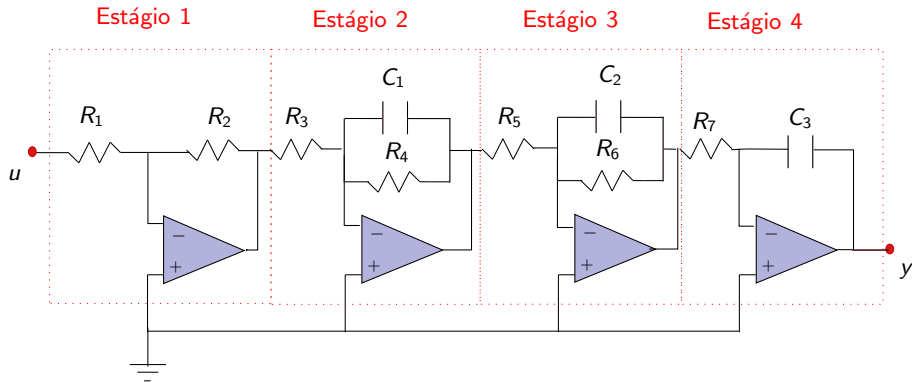 Estágio 1
Estágio 2
Estágio 3
Estágio 4
C₁
C₂
C₃
R₁
R₂
R₃
R₄
R₅
R₆
R₇
u
−
+
−
+
−
+
−
+
y